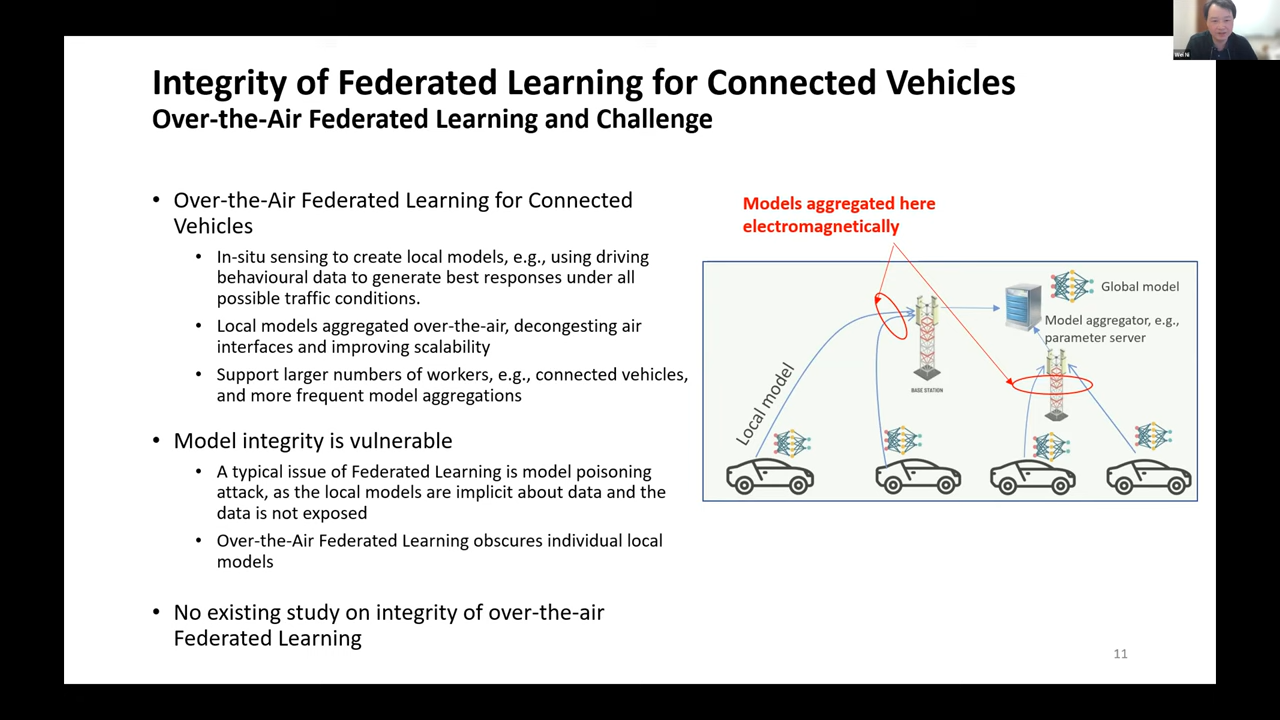 Wei Ni
Integrity of Federated Learning for Connected Vehicles
Over-the-Air Federated Learning and Challenge
• Over-the-Air Federated Learning for Connected
Vehicles
• In-situ sensing to create local models, e.g., using driving
behavioural data to generate best responses under all
possible traffic conditions.
• Local models aggregated over-the-air, decongesting air
interfaces and improving scalability
• Support larger numbers of workers, e.g., connected vehicles,
and more frequent model aggregations
• Model integrity is vulnerable
• A typical issue of Federated Learning is model poisoning
attack, as the local models are implicit about data and the
data is not exposed
• Over-the-Air Federated Learning obscures individual local
models
• No existing study on integrity of over-the-air
Federated Learning
Models aggregated here
electromagnetically
Global model
Model aggregator, e.g.,
parameter server
BASE STATION
Local model
11